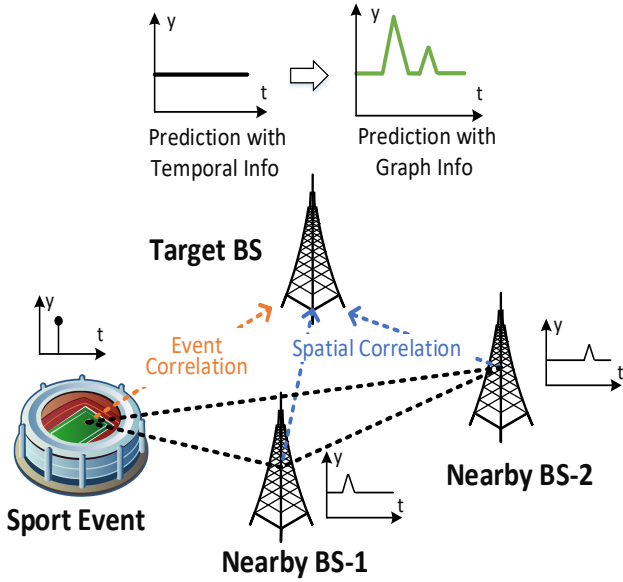 y
t
Prediction with
Temporal Info
y
t
Prediction with
Graph Info
Target BS
y
t
Event
Correlation
Spatial Correlation
y
t
Sport Event
y
t
Nearby BS-1
Nearby BS-2